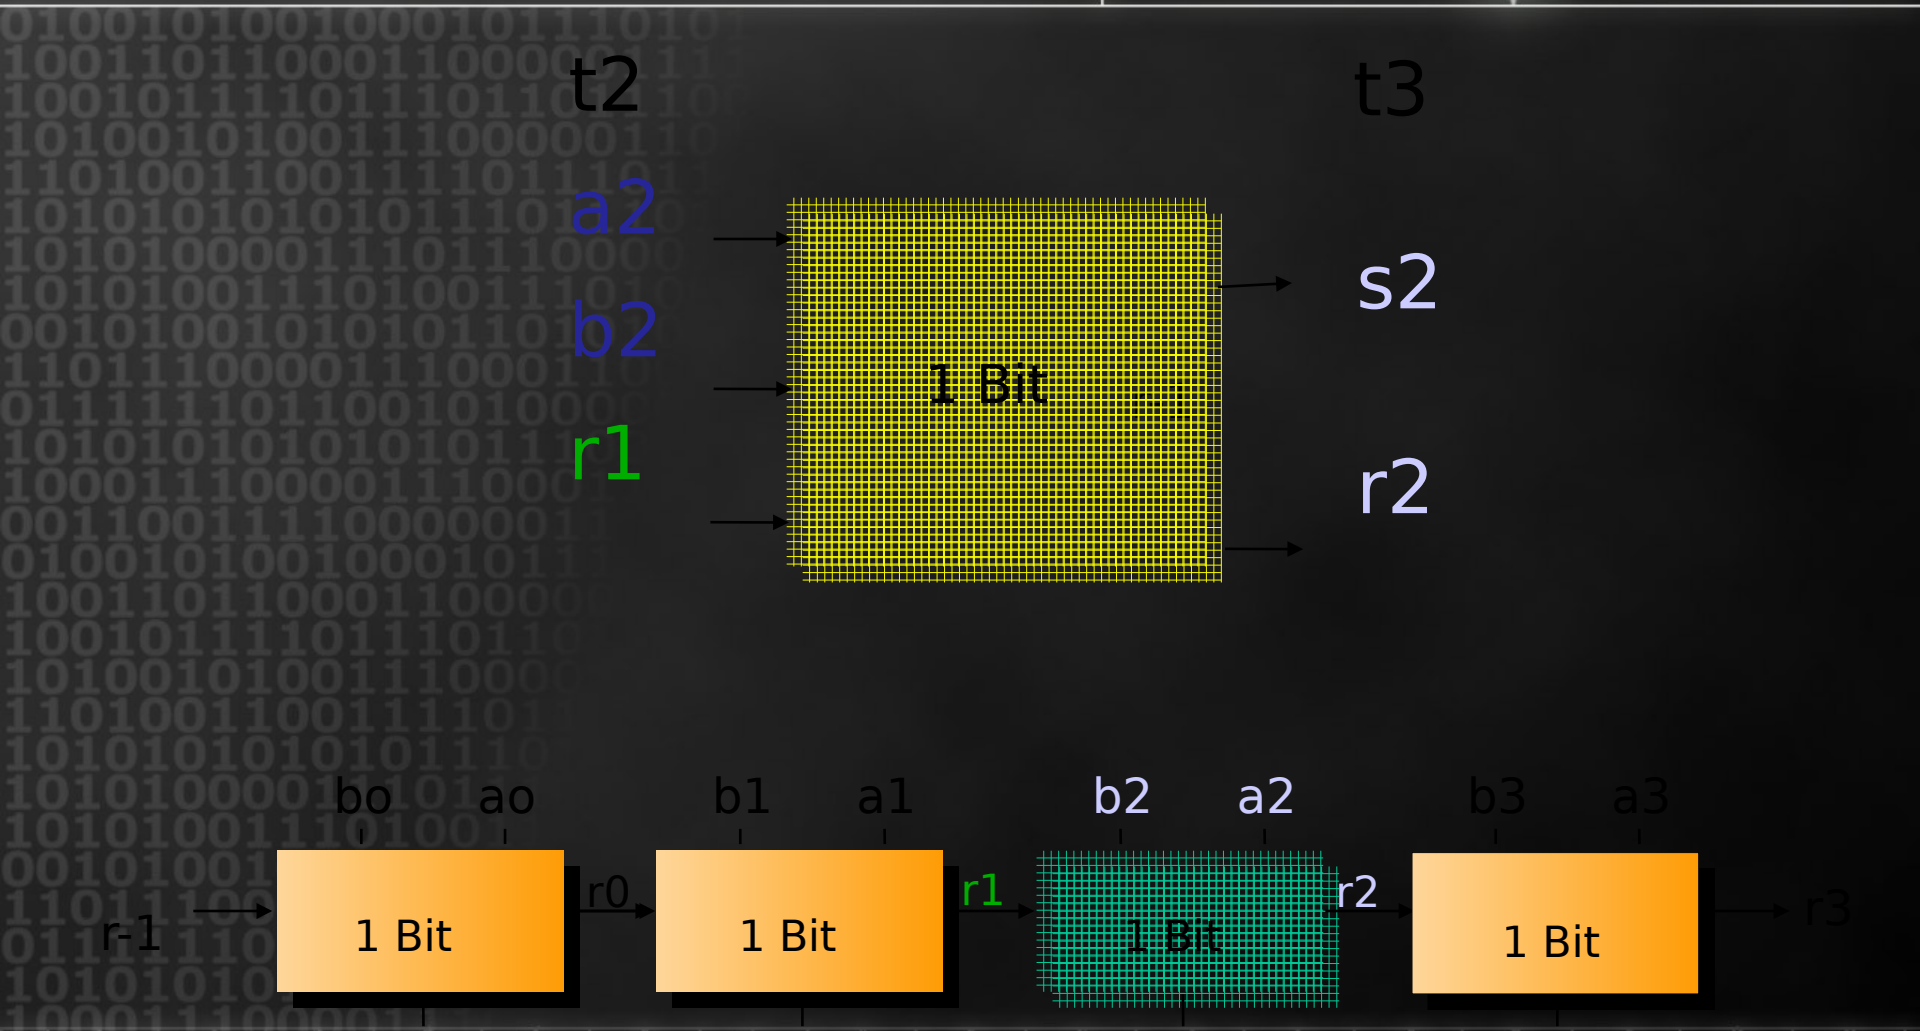 t2 t3
a2
s2
b2
1 Bit
r1
r2
bo ao b1 a1 b2 a2 b3 a3
r-1 1 Bit r0 1 Bit r1 1 Bit r2 1 Bit r3